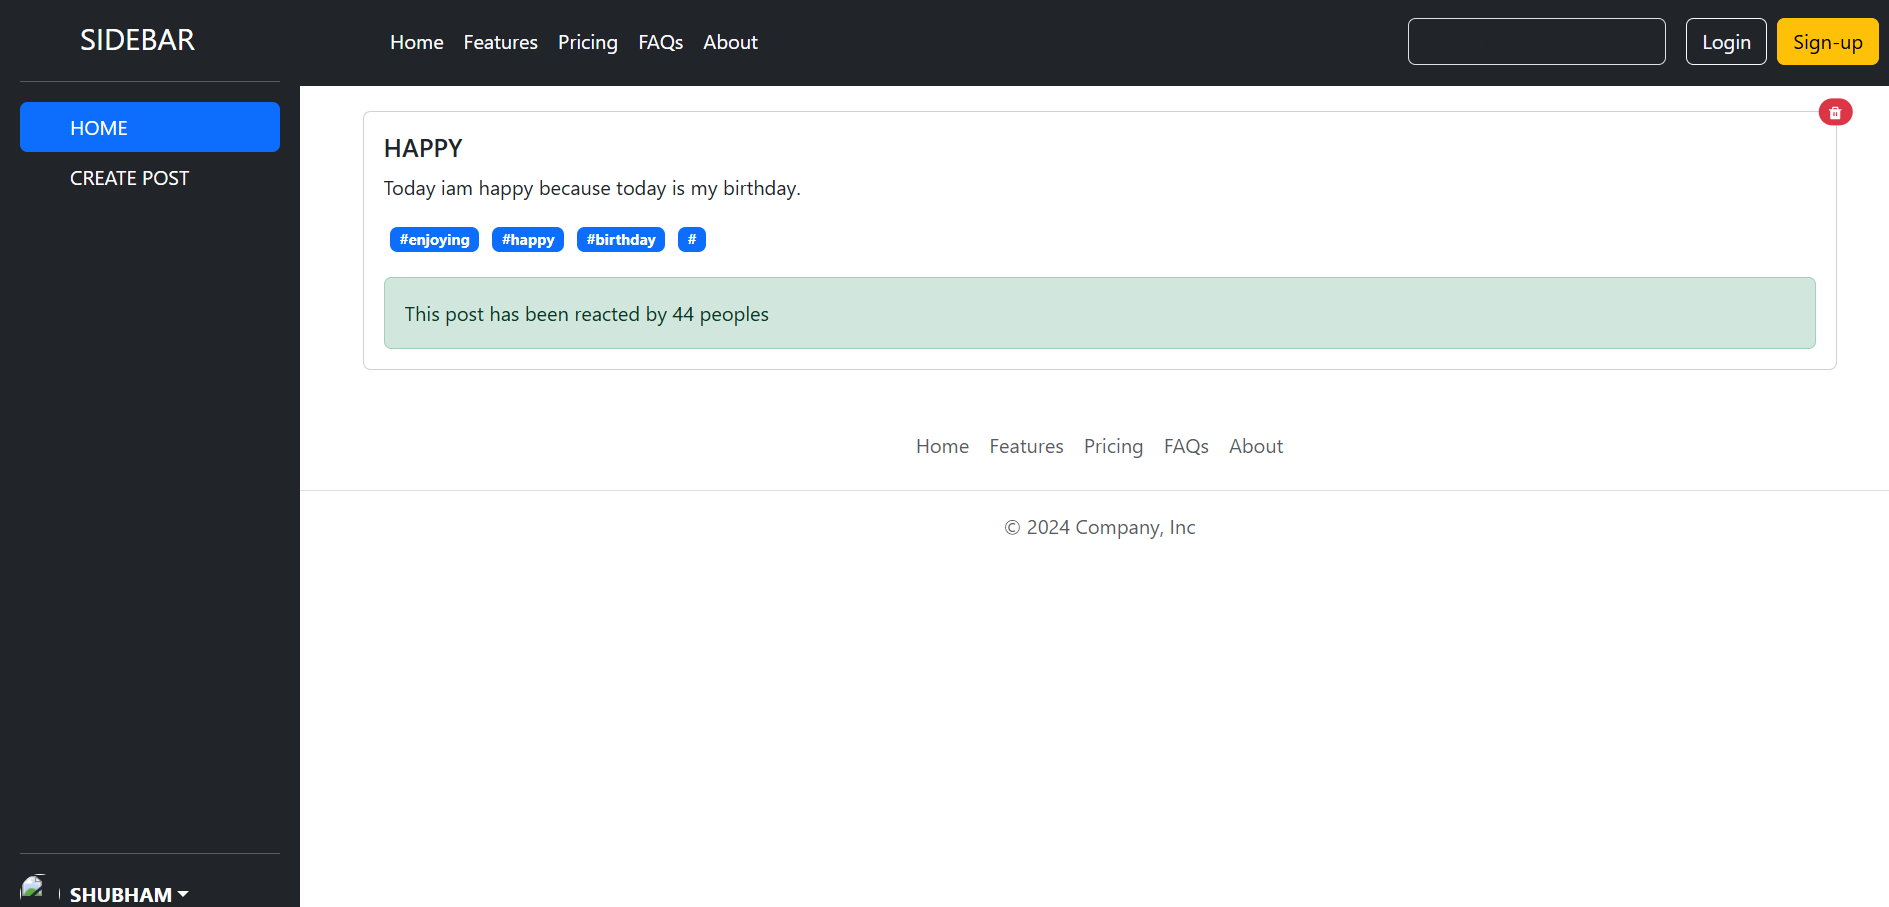 SIDEBAR
HOME
CREATE POST
SHUBHAM
Home Features Pricing FAQs About
Login Sign-up
HAPPY
Today iam happy because today is my birthday.
#enjoying #happy #birthday #
This post has been reacted by 44 peoples
Home Features Pricing FAQs About
© 2024 Company, Inc